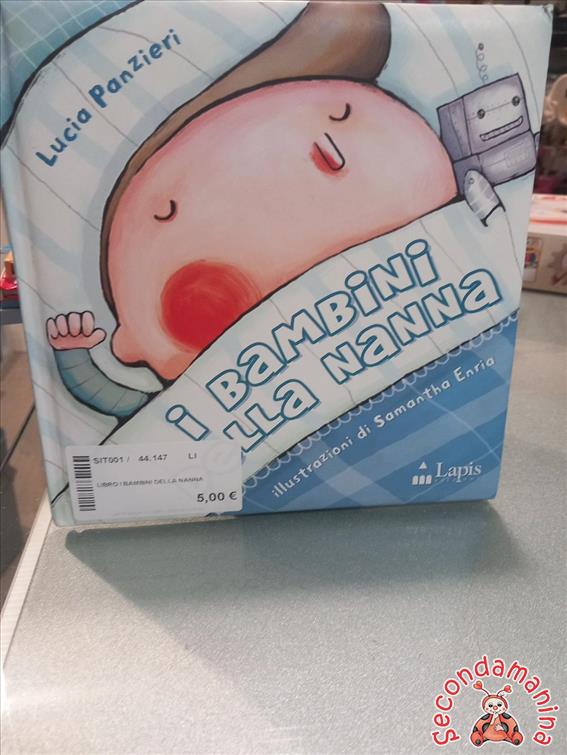 Lucia Panzieri
i BAMBiNi
LLA NANNA
illustrazioni di Samantha Enria
Lapis
SIT001 / 44.147 LI
LIBRO I BAMBINI DELLA NANNA
5,00 €
secondamanina